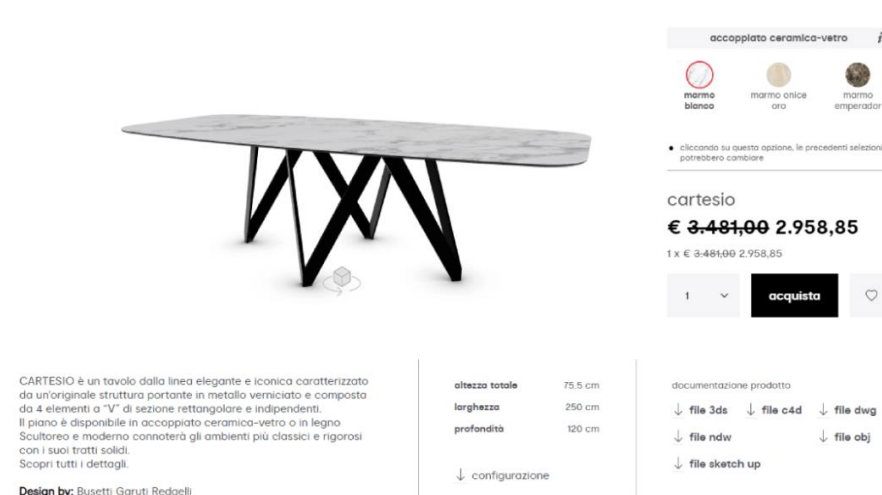 accoppiato ceramica-vetro
marmo bianco
marmo onice oro
marmo emperador
cliccando su questa opzione, le precedenti selezioni
potrebbero cambiare
cartesio
€ 3.481,00 2.958,85
1 x € 3.481,00 2.958,85
1
acquista
CARTESIO è un tavolo dalla linea elegante e iconica caratterizzato
da un'originale struttura portante in metallo verniciato e composta
da 4 elementi a “V” di sezione rettangolare e indipendenti.
Il piano è disponibile in accoppiato ceramica-vetro o in legno
Scultoreo e moderno connoterà gli ambienti più classici e rigorosi
con i suoi tratti solidi.
Scopri tutti i dettagli.
Design by: Busetti Garuti Redaelli
altezza totale 75.5 cm
larghezza 250 cm
profondità 120 cm
configurazione
documentazione prodotto
file 3ds file c4d file dwg
file ndw file obj
file sketch up